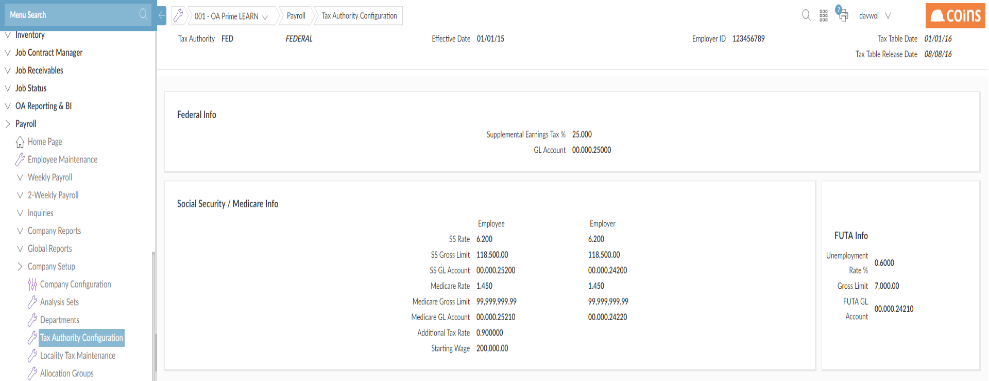 Menu Search
001 - OA Prime LEARN
Payroll
Tax Authority Configuration
2
davwol
coins
Inventory
Job Contract Manager
Job Receivables
Job Status
OA Reporting & BI
Payroll
Home Page
Employee Maintenance
Weekly Payroll
2-Weekly Payroll
Inquiries
Company Reports
Global Reports
Company Setup
Company Configuration
Analysis Sets
Departments
Tax Authority Configuration
Locality Tax Maintenance
Allocation Groups
Tax Authority FED FEDERAL Effective Date 01/01/15 Employer ID 123456789 Tax Table Date 01/01/16
Tax Table Release Date 08/08/16
Federal Info
Supplemental Earnings Tax % 25.000
GL Account 00.000.25000
Social Security / Medicare Info
Employee Employer
SS Rate 6.200 6.200
SS Gross Limit 118,500.00 118,500.00
SS GL Account 00.000.25200 00.000.24200
Medicare Rate 1.450 1.450
Medicare Gross Limit 99,999,999.99 99,999,999.99
Medicare GL Account 00.000.25210 00.000.24220
Additional Tax Rate 0.900000
Starting Wage 200,000.00
FUTA Info
Unemployment
Rate % 0.6000
Gross Limit 7,000.00
FUTA GL
Account 00.000.24210